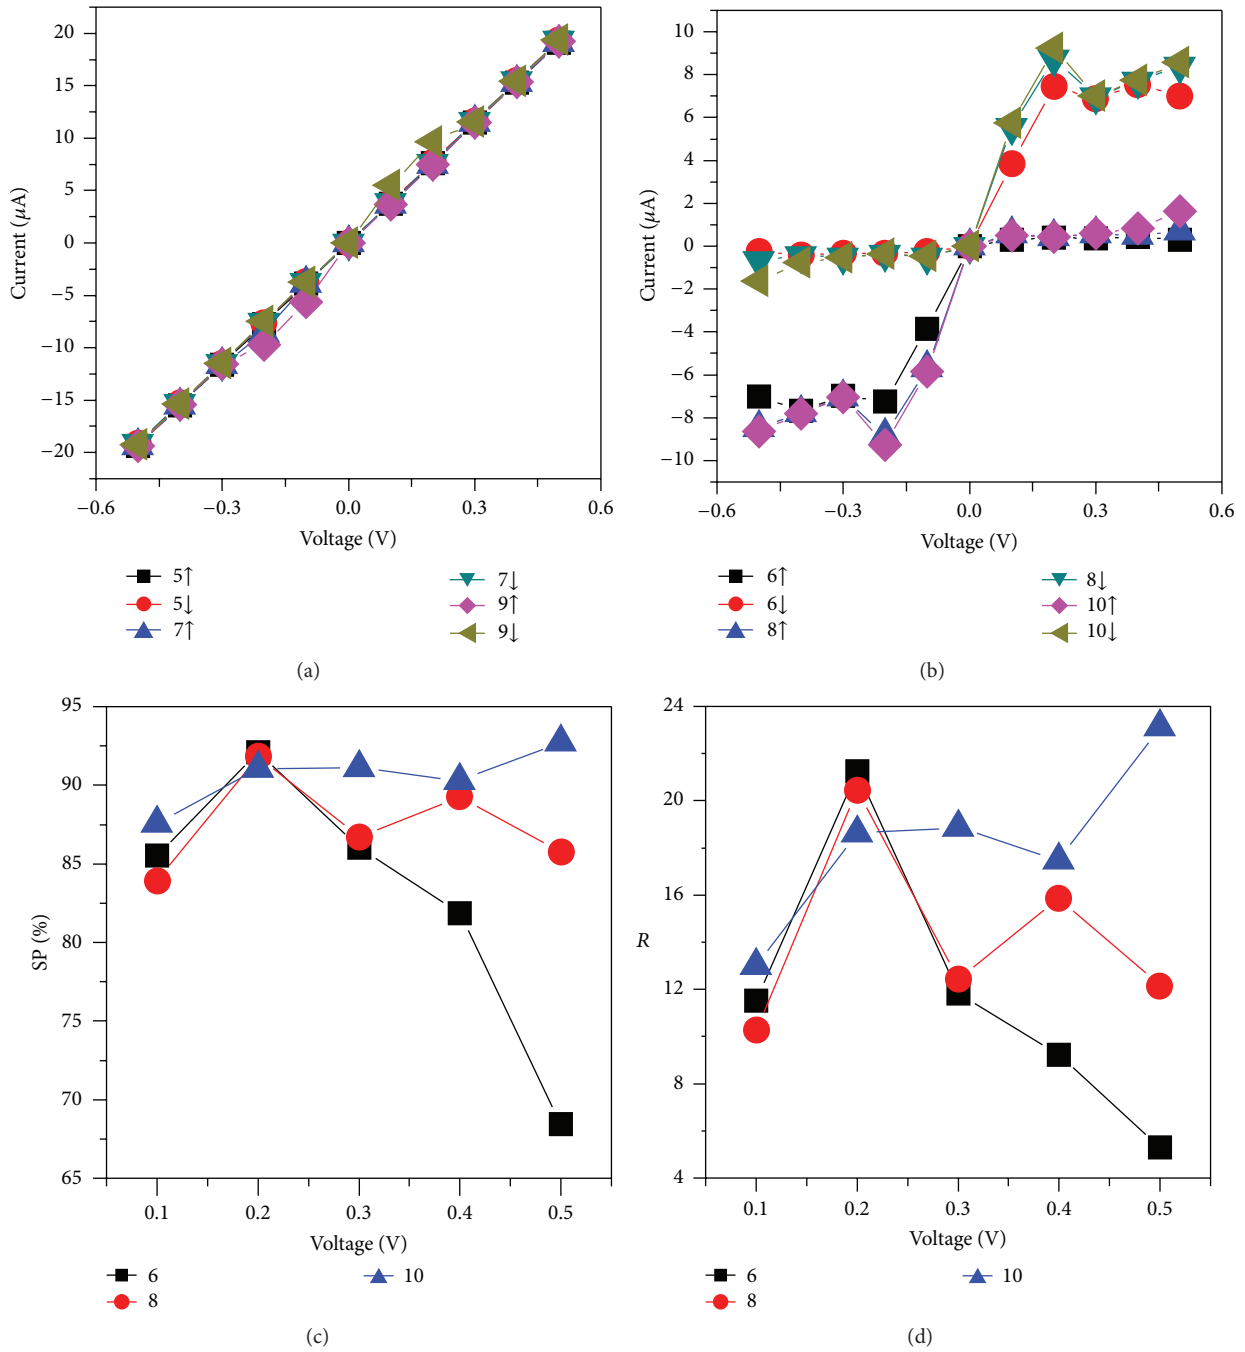 20
15
10
5
0
−5
−10
−15
−20
Current (μA)
−0.6 −0.3 0.0 0.3 0.6
Voltage (V)
5↑ 7↓
5↓ 9↑
7↑ 9↓
(a)
10
8
6
4
2
0
−2
−4
−6
−8
−10
Current (μA)
−0.6 −0.3 0.0 0.3 0.6
Voltage (V)
6↑ 8↓
6↓ 10↑
8↑ 10↓
(b)
95
90
85
80
75
70
65
SP (%)
0.1 0.2 0.3 0.4 0.5
Voltage (V)
6 10
8
(c)
24
20
16
12
8
4
R
0.1 0.2 0.3 0.4 0.5
Voltage (V)
6 10
8
(d)